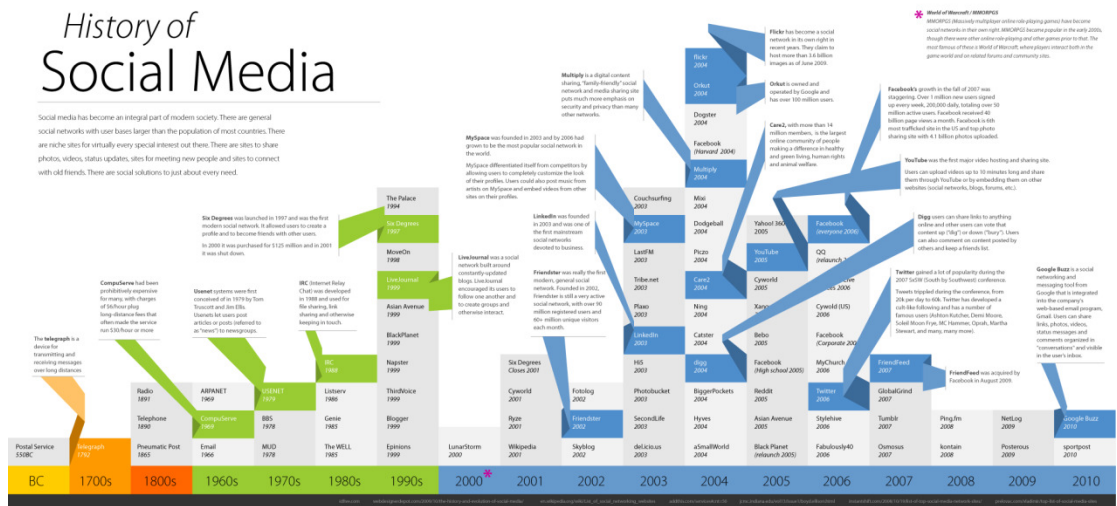 History of
Social Media
Social media has become an integral part of modern society. There are general
social networks with user bases larger than the population of most countries. There
are niche sites for virtually every special interest out there. There are sites to share
photos, videos, status updates, sites for meeting new people and sites to connect
with old friends. There are social solutions to just about every need.
* World of Warcraft / MMORPGS
MMORPGS (Massively multiplayer online role playing games) have become
social networks in their own right. MMORPGS became popular in the early 2000s,
though there were other online role playing and other games prior to that. The
most famous of these is World of Warcraft, where players interact both in the
game world and on related forums and community sites.
The telegraph is a
device for
transmitting and
receiving messages
over long distances
CompuServe had been
prohibitively expensive
for many, with charges
of $6/hour plus
long-distance fees that
often made the service
run $30/hour or more
Usenet systems were first
conceived of in 1979 by Tom
Truscott and Jim Ellis.
Usenets let users post
articles or posts (referred to
as "news") to newsgroups.
IRC (Internet Relay
Chat) was developed
in 1988 and used for
file sharing, link
sharing and otherwise
keeping in touch.
Six Degrees was launched in 1997 and was the first
modern social network. It allowed users to create a
profile and to become friends with other users.
In 2000 it was purchased for $125 million and in 2001
it was shut down.
LiveJournal was a social
network built around
constantly-updated
blogs. LiveJournal
encouraged its users to
follow one another and
to create groups and
otherwise interact.
Friendster was really the first,
modern, general social
network. Founded in 2002,
Friendster is still a very active
social network, with over 90
million registered users and
60+ million unique visitors
each month.
LinkedIn was founded
in 2003 and was one of
the first mainstream
social networks
devoted to business.
MySpace was founded in 2003 and by 2006 had
grown to be the most popular social network in
the world.
MySpace differentiated itself from competitors by
allowing users to completely customize the look
of their profiles. Users could also post music from
artists on MySpace and embed videos from other
sites on their profiles.
Multiply is a digital content
sharing, "family-friendly" social
network and media sharing site
puts much more emphasis on
security and privacy than many
other networks.
Flickr has become a social
network in its own right in
recent years. They claim to
host more than 3.6 billion
images as of June 2009.
Orkut is owned and
operated by Google and
has over 100 million users.
Care2, with more than 14
million members, is the largest
online community of people
making a difference in healthy
and green living, human rights
and animal welfare.
Facebook's growth in the fall of 2007 was
staggering. Over 1 million new users signed
up every week, 200,000 daily, totaling over 50
million active users. Facebook received 40
billion page views a month. Facebook is 6th
most trafficked site in the US and top photo
sharing site with 4.1 billion photos uploaded.
YouTube was the first major video hosting and sharing site.
Users can upload videos up to 10 minutes long and share
them through YouTube or by embedding them on other
websites (social networks, blogs, forums, etc.).
Digg users can share links to anything
online and other users can vote that
content up ("dig") or down ("bury"). Users
can also comment on content posted by
others and keep a friends list.
Twitter gained a lot of popularity during the
2007 SxSW (South by Southwest) conference.
Tweets trippled during the conference, from
20k per day to 60k. Twitter has developed a
cult-like following and has a number of
famous users (Ashton Kutcher, Demi Moore,
Soleil Moon Frye, MC Hammer, Oprah, Martha
Stewart, and many, many more).
FriendFeed was acquired by
Facebook in August 2009.
Google Buzz is a social
networking and
messaging tool from
Google that is integrated
into the company's
web-based email program,
Gmail. Users can share
links, photos, videos,
status messages and
comments organized in
"conversations" and visible
in the user's inbox.
Postal Service
550BC
Telegraph
1792
Radio
1891
Telephone
1890
Pneumatic Post
1865
ARPANET
1969
CompuServe
1969
Email
1966
USENET
1979
BBS
1978
MUD
1978
IRC
1988
Listserv
1986
Genie
1985
The WELL
1985
The Palace
1994
Six Degrees
1997
MoveOn
1998
LiveJournal
1999
Asian Avenue
1999
BlackPlanet
1999
Napster
1999
ThirdVoice
1999
Blogger
1999
Epinions
1999
LunarStorm
2000
Six Degrees
Closes 2001
Cyworld
2001
Ryze
2001
Wikipedia
2001
Fotolog
2002
Friendster
2002
Skyblog
2002
Couchsurfing
2003
MySpace
2003
LastFM
2003
Tribe.net
2003
Plaxo
2003
LinkedIn
2003
Hi5
2003
Photobucket
2003
SecondLife
2003
del.icio.us
2003
flickr
2004
Orkut
2004
Dogster
2004
Facebook
(Harvard 2004)
Multiply
2004
Mixi
2004
Dodgeball
2004
Piczo
2004
Care2
2004
Ning
2004
Catster
2004
digg
2004
BiggerPockets
2004
Hyves
2004
aSmallWorld
2004
Yahoo! 360
2005
YouTube
2005
Cyworld
2005
Xanga
2005
Bebo
2005
Facebook
(High school 2005)
Reddit
2005
Asian Avenue
2005
Black Planet
(relaunch 2005)
Facebook
(everyone 2006)
QQ
(relaunch
2006
Cywold (US)
2006
Facebook
(Corporate 2006
MyChurch
2006
Twitter
2006
Stylehive
2006
Fabulously40
2006
FriendFeed
2007
GlobalGrind
2007
Tumblr
2007
Osmosus
2007
Ping.fm
2008
kontain
2008
NetLog
2009
Posterous
2009
Google Buzz
2010
sportpost
2010
BC 1700s 1800s 1960s 1970s 1980s 1990s 2000* 2001 2002 2003 2004 2005 2006 2007 2008 2009 2010